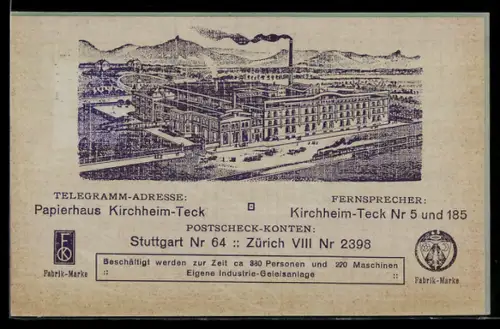 TELEGRAMM-ADRESSE:
Papierhaus Kirchheim-Teck
FERNSPRECHER:
Kirchheim-Teck Nr 5 und 185
POSTSCHECK-KONTEN:
Stuttgart Nr 64 :: Zürich VIII Nr 2398
Fabrik-Marke
Beschäftigt werden zur Zeit ca 380 Personen und 220 Maschinen
:: Eigene Industrie-Geleisanlage ::
Fabrik-Marke